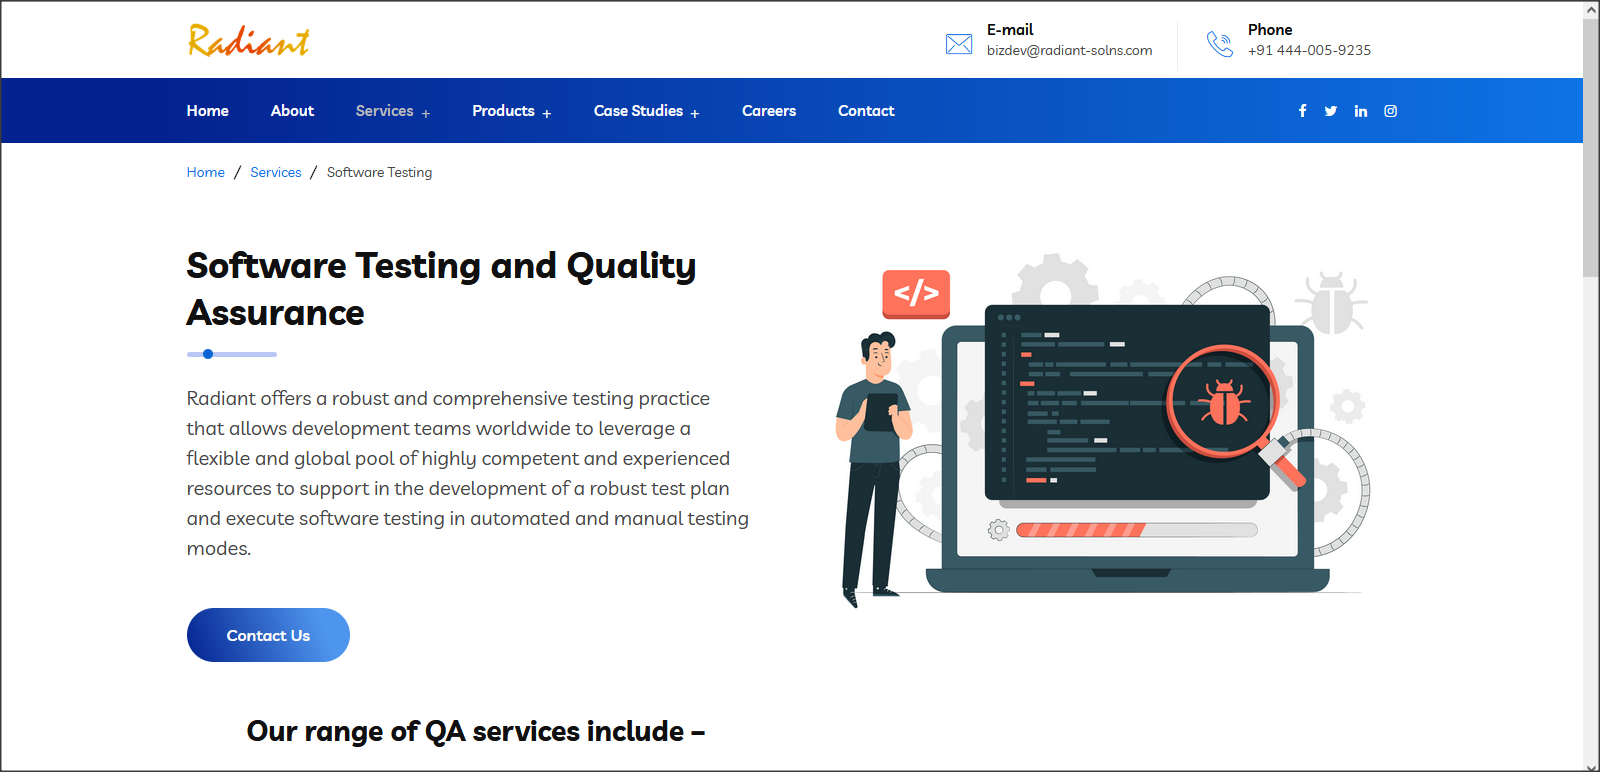 Radiant
E-mail
bizdev@radiant-solns.com
Phone
+91 444-005-9235
Home
About
Services +
Products +
Case Studies +
Careers
Contact
Home / Services / Software Testing
Software Testing and Quality
Assurance
Radiant offers a robust and comprehensive testing practice
that allows development teams worldwide to leverage a
flexible and global pool of highly competent and experienced
resources to support in the development of a robust test plan
and execute software testing in automated and manual testing
modes.
</>
Contact Us
Our range of QA services include –